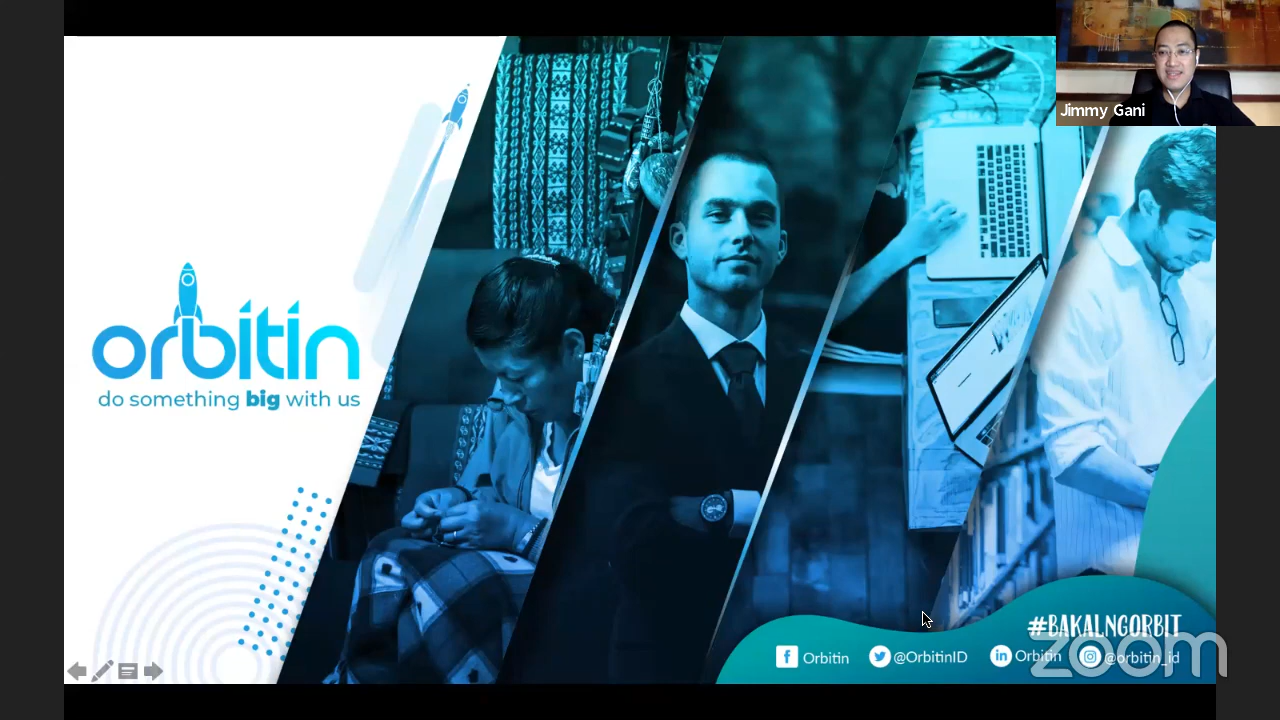 Jimmy Gani
orbitin
do something big with us
#BAKALNGORBIT
Orbitin @OrbitinID Orbitin @orbitin_id
zoom